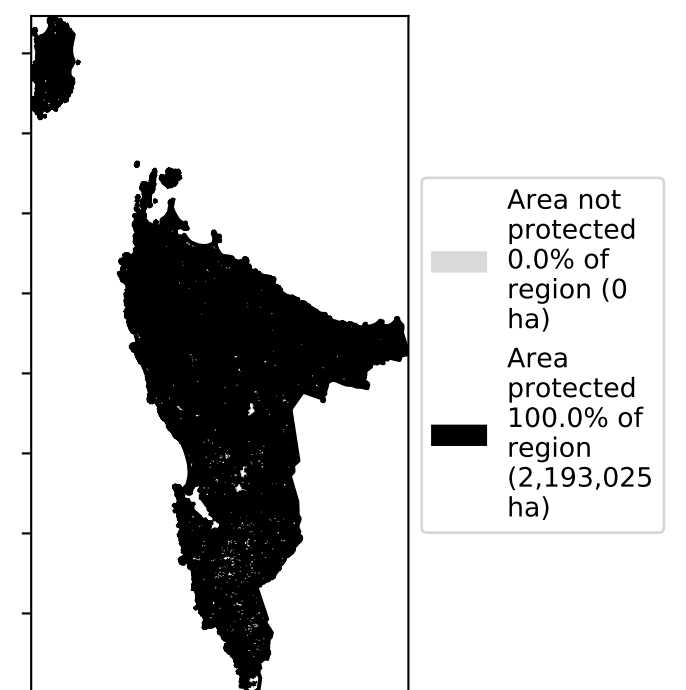 Area not
protected
0.0% of
region (0
ha)
Area
protected
100.0% of
region
(2,193,025
ha)